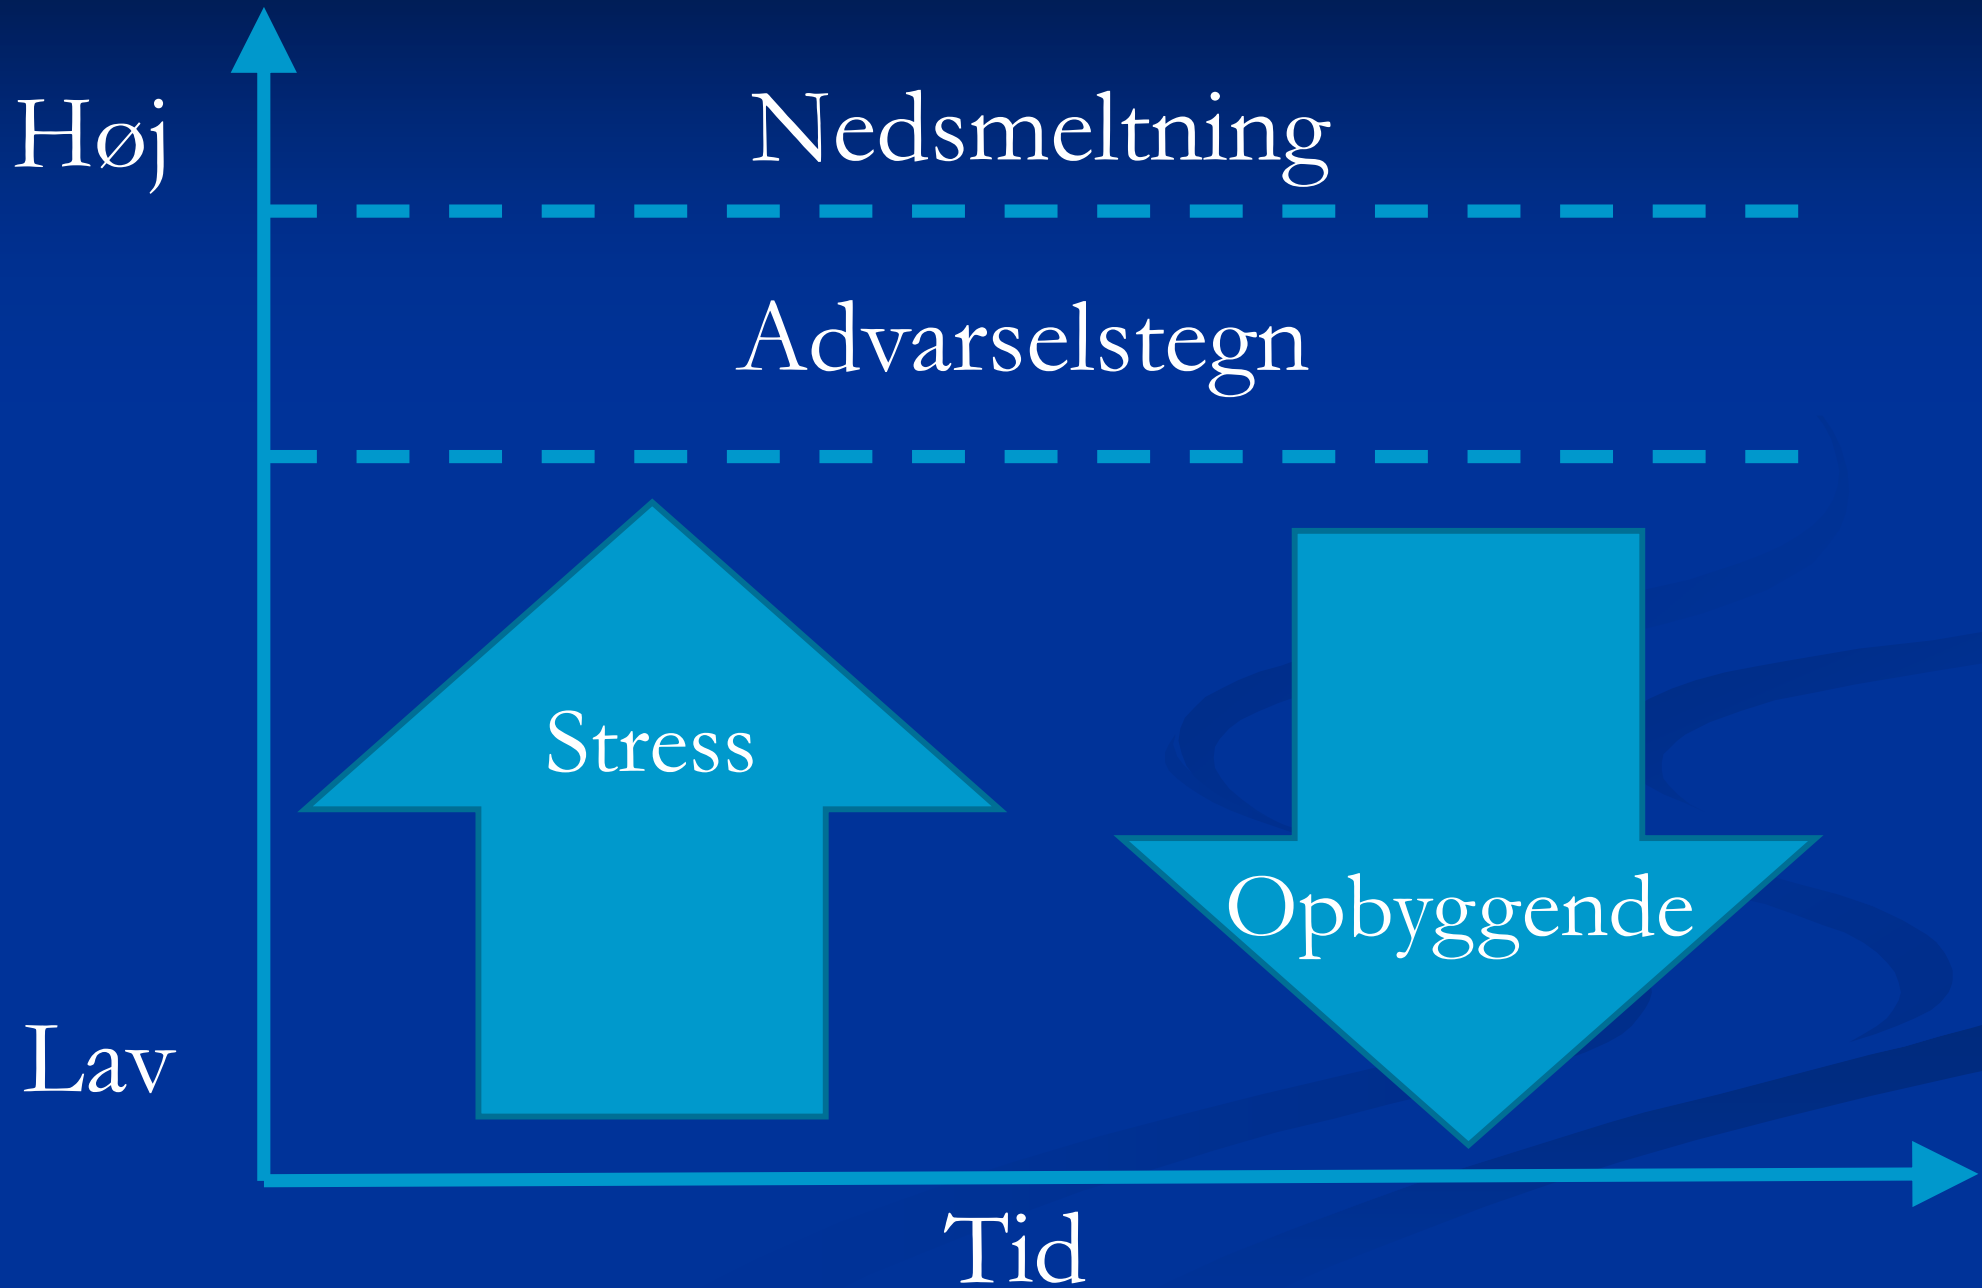 Høj
Nedsmeltning
Advarselstegn
Stress
Opbyggende
Lav
Tid